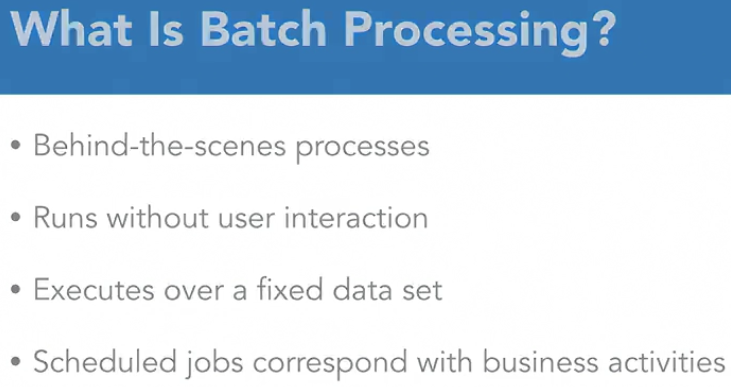 What Is Batch Processing?
• Behind-the-scenes processes
• Runs without user interaction
• Executes over a fixed data set
• Scheduled jobs correspond with business activities